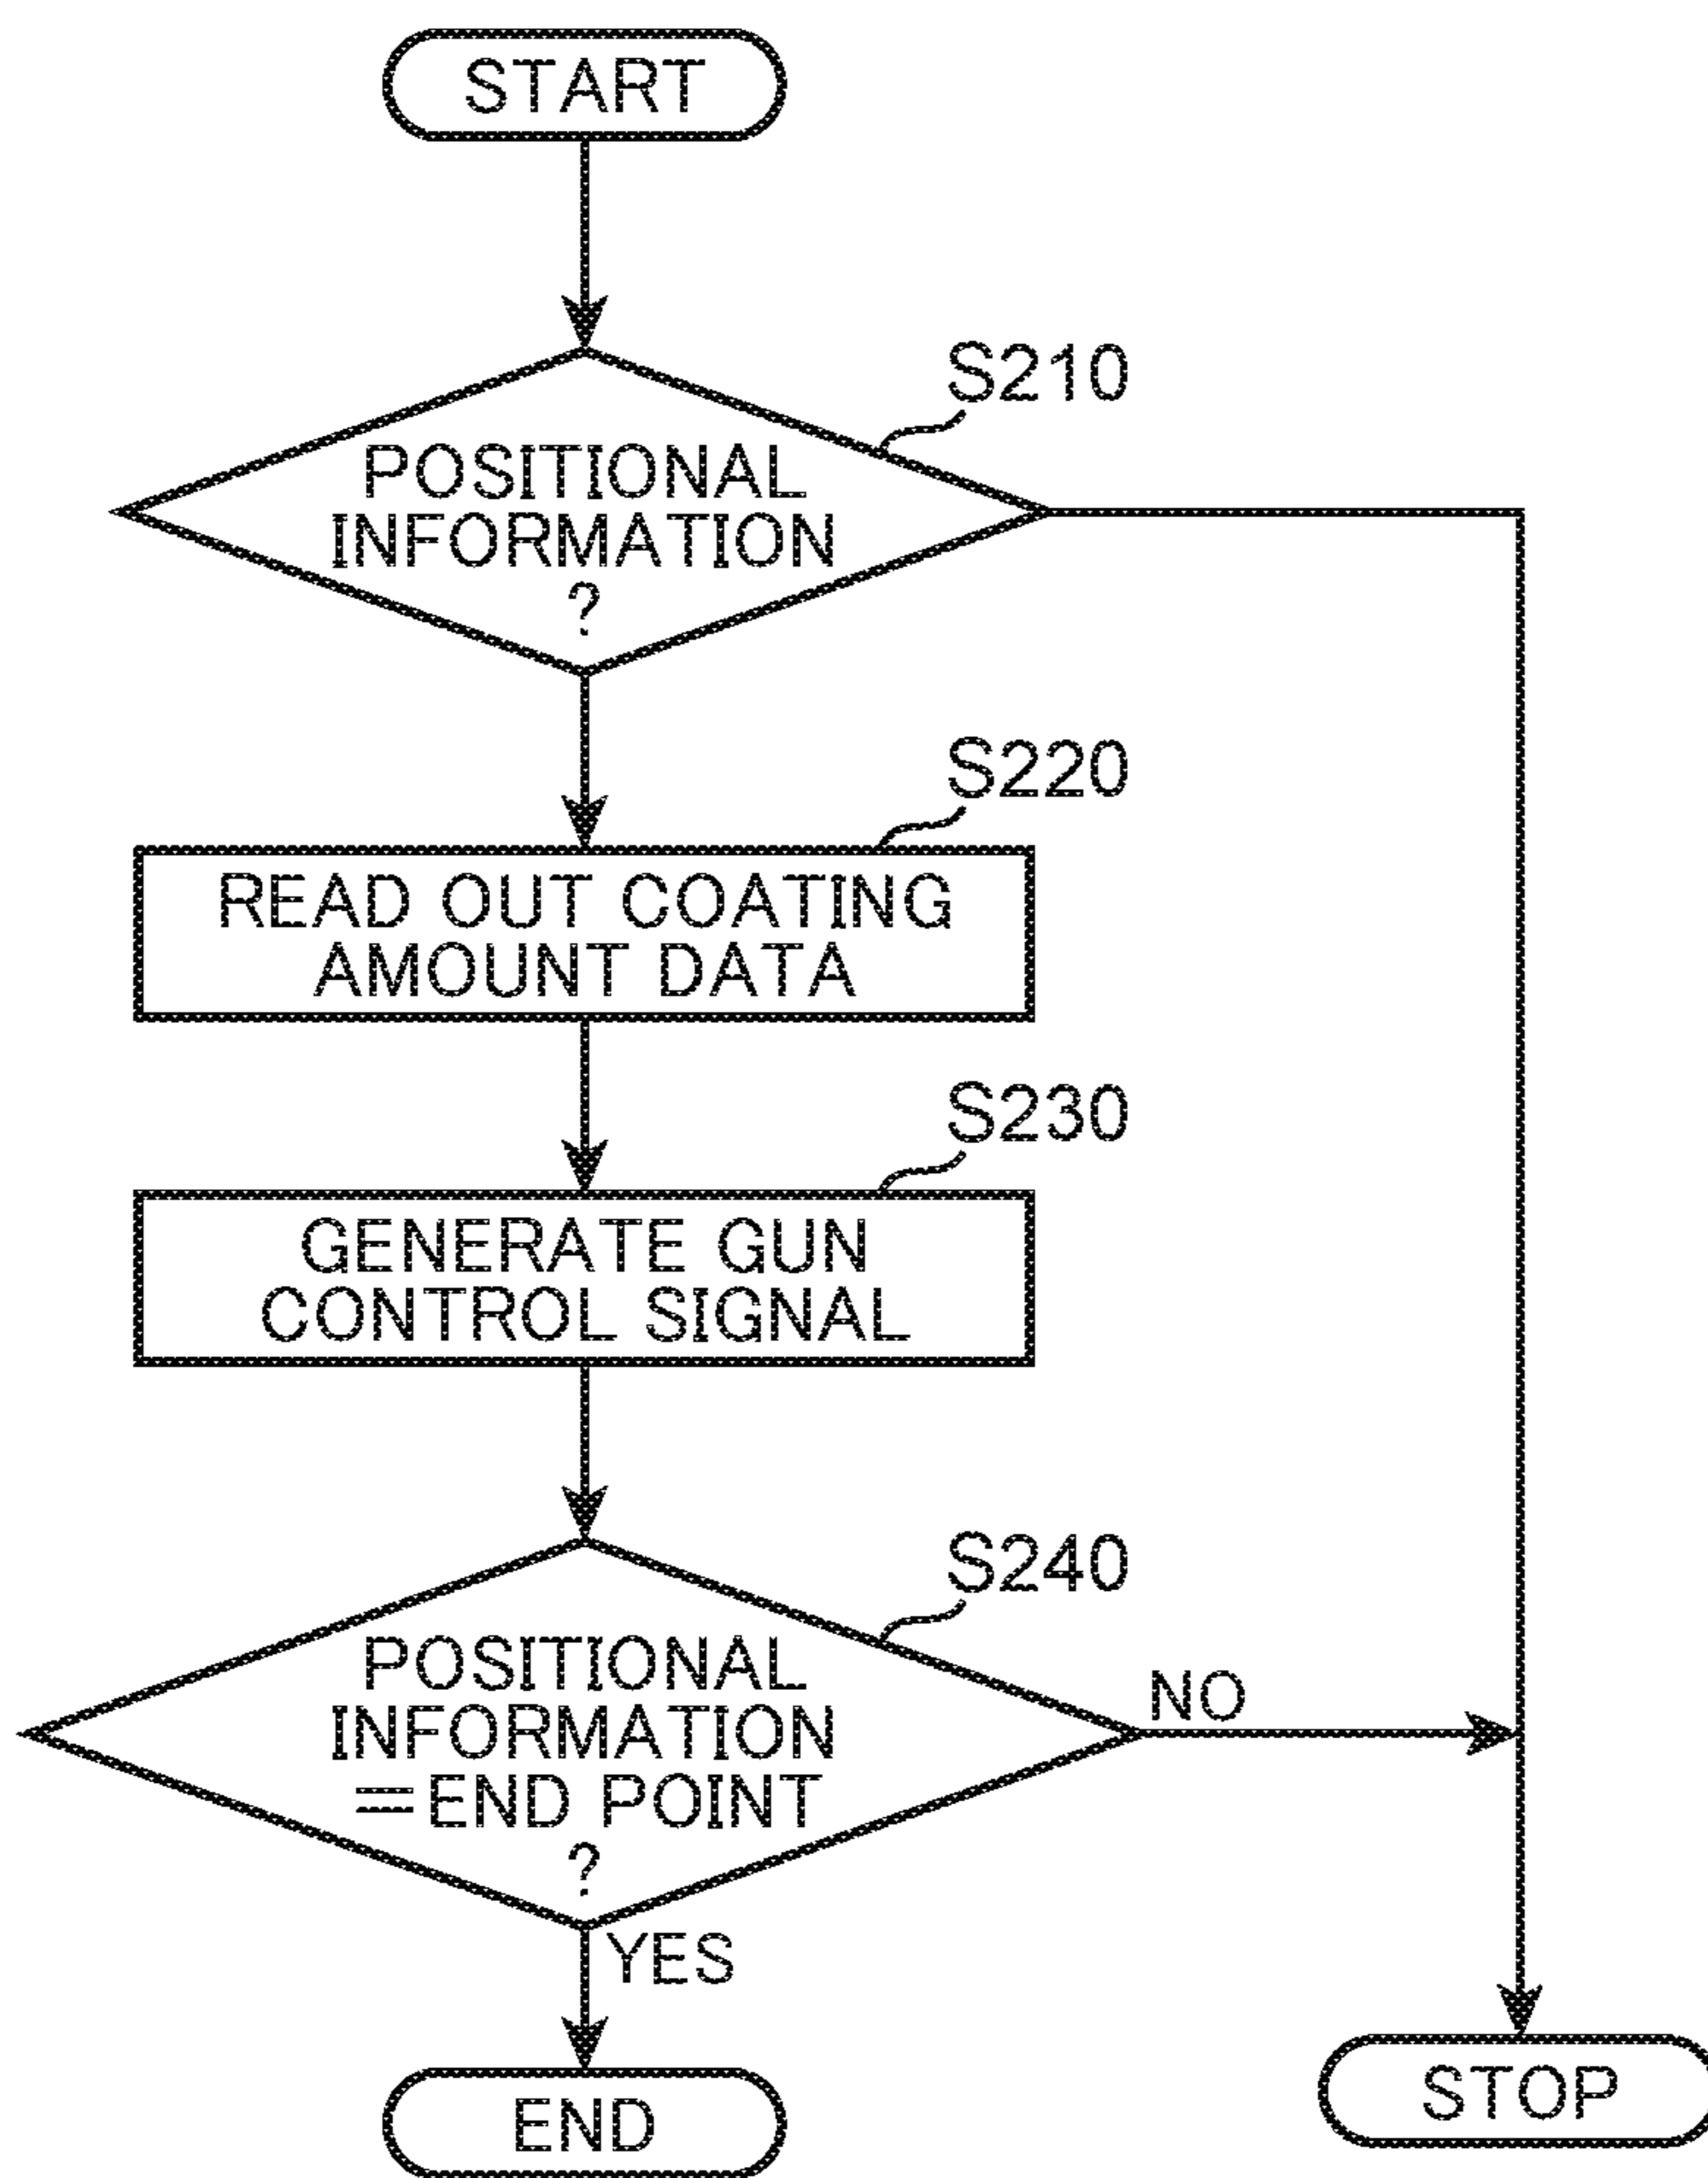 START
S210
POSITIONAL
INFORMATION
?
S220
READ OUT COATING
AMOUNT DATA
S230
GENERATE GUN
CONTROL SIGNAL
S240
POSITIONAL
INFORMATION
=END POINT
?
NO
YES
END
STOP